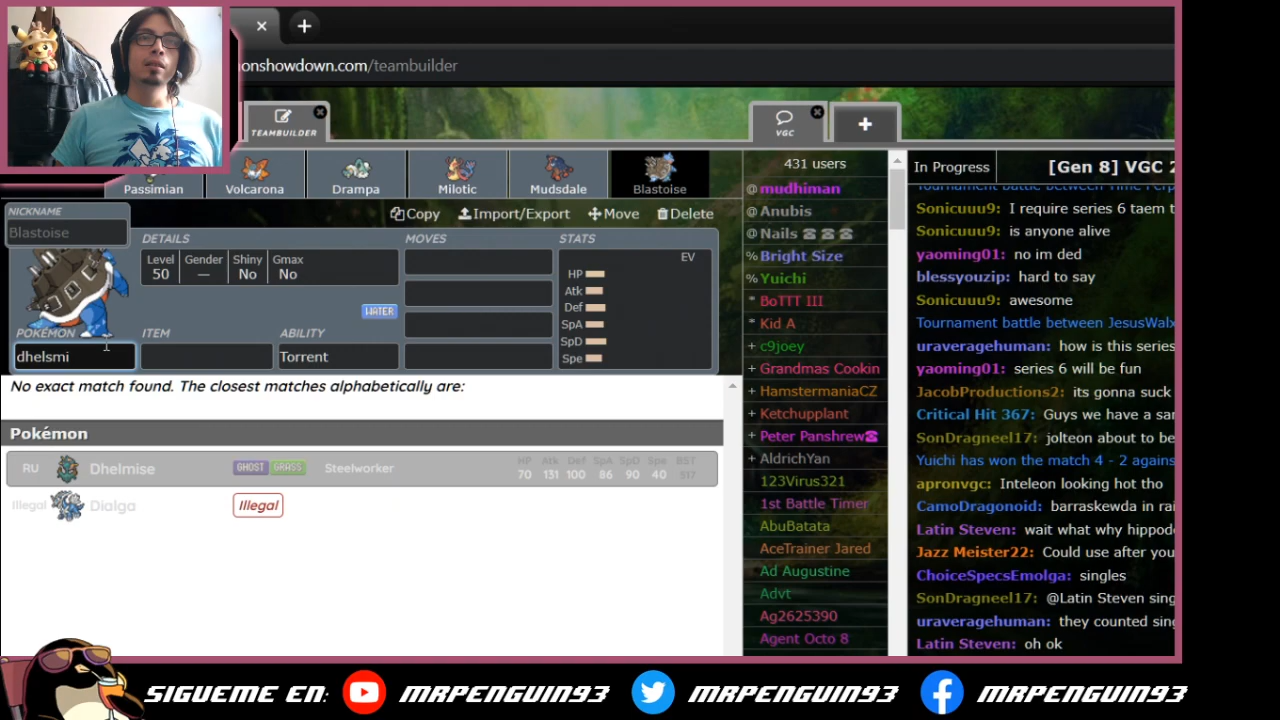 onshowdown.com/teambuilder
TEAMBUILDER
VGC
Passimian
Volcarona
Drampa
Milotic
Mudsdale
Blastoise
NICKNAME
Blastoise
Copy
Import/Export
Move
Delete
DETAILS
MOVES
STATS
EV
Level Gender Shiny Gmax
50 — No No
WATER
HP
Atk
Def
SpA
SpD
Spe
POKÉMON
ITEM
ABILITY
dhelsmi
Torrent
No exact match found. The closest matches alphabetically are:
Pokémon
RU Dhelmise GHOST GRASS Steelworker
HP Atk Def SpA SpD Spe BST
70 131 100 86 90 40 517
Illegal Dialga Illegal
431 users
@ mudhiman
@ Anubis
@ Nails ☎ ☎ ☎
% Bright Size
% Yuichi
* BoTTT III
* Kid A
+ c9joey
+ Grandmas Cookin
+ HamstermaniaCZ
+ Ketchupplant
+ Peter Panshrew☎
+ AldrichYan
123Virus321
1st Battle Timer
AbuBatata
AceTrainer Jared
Ad Augustine
Advt
Ag2625390
Agent Octo 8
In Progress
[Gen 8] VGC 2
Sonicuuu9: I require series 6 taem t
Sonicuuu9: is anyone alive
yaoming01: no im ded
blessyouzip: hard to say
Sonicuuu9: awesome
Tournament battle between JesusWalx
uraveragehuman: how is this series
yaoming01: series 6 will be fun
JacobProductions2: its gonna suck
Critical Hit 367: Guys we have a sam
SonDragneel17: jolteon about to be
Yuichi has won the match 4 - 2 agains
apronvgc: Inteleon looking hot tho
CamoDragonoid: barraskewda in rai
Latin Steven: wait what why hippod
Jazz Meister22: Could use after you
ChoiceSpecsEmolga: singles
SonDragneel17: @Latin Steven sing
uraveragehuman: they counted sing
Latin Steven: oh ok
SIGUEME EN: MRPENGUIN93 MRPENGUIN93 MRPENGUIN93